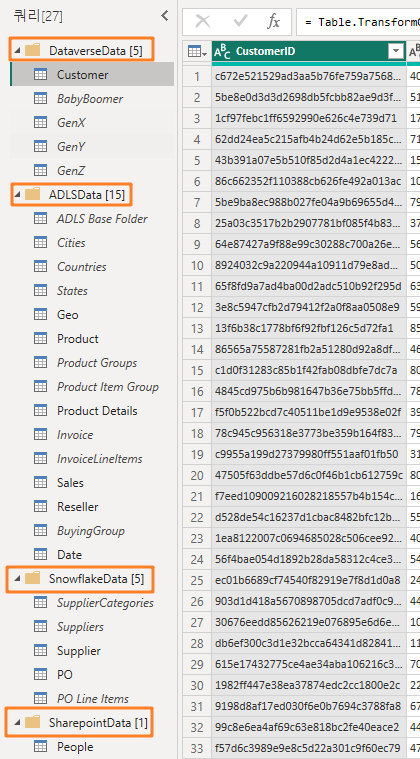 쿼리[27]
DataverseData [5]
Customer
BabyBoomer
GenX
GenY
GenZ
ADLSData [15]
ADLS Base Folder
Cities
Countries
States
Geo
Product
Product Groups
Product Item Group
Product Details
Invoice
InvoiceLineItems
Sales
Reseller
BuyingGroup
Date
SnowflakeData [5]
SupplierCategories
Suppliers
Supplier
PO
PO Line Items
SharepointData [1]
People
fx = Table.Transform
ABC CustomerID
1 c672e521529ad3aa5b76fe759a7568... 40
2 5be8e0d3d3d2698db5fcbb82ae9d3f... 51
3 1cf97febc1ff6592990e626c4e739d71 17
4 62dd24ea5c215afb4b24d62e5b185c... 71
5 43b391a07e5b510f85d2d4a1ec4222... 15
6 86c662352f110388cb626fe492a013ac 10
7 5be9ba8ec988b027fe04a9b69655d4... 79
8 25a03c3517b2b2907781bf085f4b83... 37
9 64e87427a9f88e99c30288c700a26e... 56
10 8924032c9a220944a10911d79e8ad... 50
11 65f8fd9a7ad4ba00d2adc510b92f295d 63
12 3e8c5947cfb2d79412f2a0f8aa0508e9 59
13 13f6b38c1778bf6f92fbf126c5d72fa1 85
14 86565a75587281fb2a51280d92a8df... 46
15 c1d0f31283c85b1f42fab08dbfe7dc7a 80
16 4845cd975b6b981647b36e75bb5ffd... 78
17 f5f0b522bcd7c40511be1d9e9538e02f 39
18 78c945c956318e3773be359b164f83... 79
19 c9955a199d27379980ff551aaf01fb50 31
20 47505f63ddbe57d6c0f46b1cb612759c 80
21 f7eed109009216028218557b4b154c... 16
22 d528de54c16237d1cbac8482bfc12b... 55
23 1ea8122007c0694685028c506cee92... 40
24 56f4bae054d1892b28da58312c4ce3... 54
25 ec01b6689cf74540f82919e7f8d1d0a8 24
26 903d1d418a5670898705dcd7adf0c9... 44
27 30676eedd85626219e076895e6d6e... 10
28 db6ef300c3d1e32bcca64341d82841... 11
29 615e17432775ce4ae34aba106216c3... 70
30 1982ff447e38ea37874edc2cc1800e2c 22
31 9198d8af17ed030f6e0b7694c3788fa8 67
32 99c8e6ea4af69c63e818bc2fe40eace2 44
33 f57d6c3989e9e8c5d22a301c9f60ec79 47